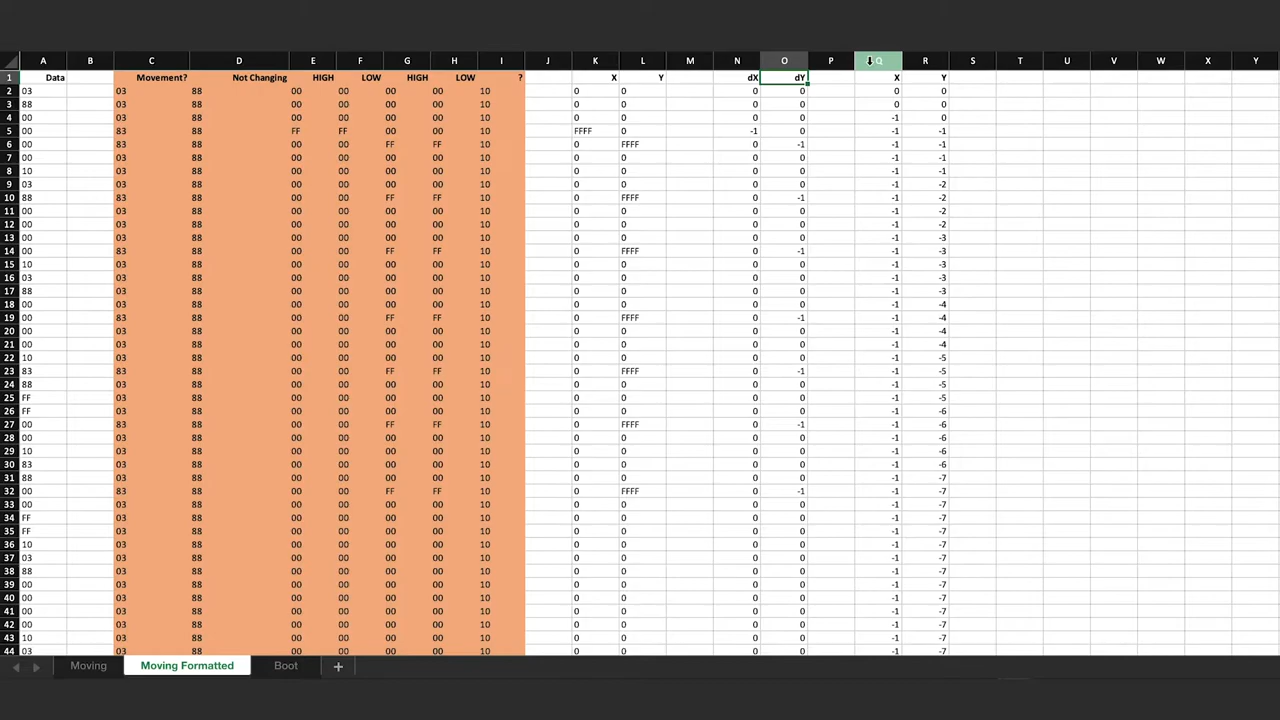 A B C D E F G H I J K L M N O P Q R S T U V W X Y
1 Data Movement? Not Changing HIGH LOW HIGH LOW ? X Y dX dY X Y
2 03 03 88 00 00 00 00 10 0 0 0 0 0 0
3 88 03 88 00 00 00 00 10 0 0 0 0 0 0
4 00 03 88 00 00 00 00 10 0 0 0 0 -1 0
5 00 83 88 FF FF 00 00 10 FFFF 0 -1 0 -1 -1
6 00 83 88 00 00 FF FF 10 0 FFFF 0 -1 -1 -1
7 00 03 88 00 00 00 00 10 0 0 0 0 -1 -1
8 10 03 88 00 00 00 00 10 0 0 0 0 -1 -1
9 03 03 88 00 00 00 00 10 0 0 0 0 -1 -2
10 88 83 88 00 00 FF FF 10 0 FFFF 0 -1 -1 -2
11 00 03 88 00 00 00 00 10 0 0 0 0 -1 -2
12 00 03 88 00 00 00 00 10 0 0 0 0 -1 -2
13 00 03 88 00 00 00 00 10 0 0 0 0 -1 -3
14 00 83 88 00 00 FF FF 10 0 FFFF 0 -1 -1 -3
15 10 03 88 00 00 00 00 10 0 0 0 0 -1 -3
16 03 03 88 00 00 00 00 10 0 0 0 0 -1 -3
17 88 03 88 00 00 00 00 10 0 0 0 0 -1 -3
18 00 03 88 00 00 00 00 10 0 0 0 0 -1 -4
19 00 83 88 00 00 FF FF 10 0 FFFF 0 -1 -1 -4
20 00 03 88 00 00 00 00 10 0 0 0 0 -1 -4
21 00 03 88 00 00 00 00 10 0 0 0 0 -1 -4
22 10 03 88 00 00 00 00 10 0 0 0 0 -1 -5
23 83 83 88 00 00 FF FF 10 0 FFFF 0 -1 -1 -5
24 88 03 88 00 00 00 00 10 0 0 0 0 -1 -5
25 FF 03 88 00 00 00 00 10 0 0 0 0 -1 -5
26 FF 03 88 00 00 00 00 10 0 0 0 0 -1 -6
27 00 83 88 00 00 FF FF 10 0 FFFF 0 -1 -1 -6
28 00 03 88 00 00 00 00 10 0 0 0 0 -1 -6
29 10 03 88 00 00 00 00 10 0 0 0 0 -1 -6
30 83 03 88 00 00 00 00 10 0 0 0 0 -1 -6
31 88 03 88 00 00 00 00 10 0 0 0 0 -1 -7
32 00 83 88 00 00 FF FF 10 0 FFFF 0 -1 -1 -7
33 00 03 88 00 00 00 00 10 0 0 0 0 -1 -7
34 FF 03 88 00 00 00 00 10 0 0 0 0 -1 -7
35 FF 03 88 00 00 00 00 10 0 0 0 0 -1 -7
36 10 03 88 00 00 00 00 10 0 0 0 0 -1 -7
37 03 03 88 00 00 00 00 10 0 0 0 0 -1 -7
38 88 03 88 00 00 00 00 10 0 0 0 0 -1 -7
39 00 03 88 00 00 00 00 10 0 0 0 0 -1 -7
40 00 03 88 00 00 00 00 10 0 0 0 0 -1 -7
41 00 03 88 00 00 00 00 10 0 0 0 0 -1 -7
42 00 03 88 00 00 00 00 10 0 0 0 0 -1 -7
43 10 03 88 00 00 00 00 10 0 0 0 0 -1 -7
44 03 03 88 00 00 00 00 10 0 0 0 0 -1 -7
Moving Moving Formatted Boot +